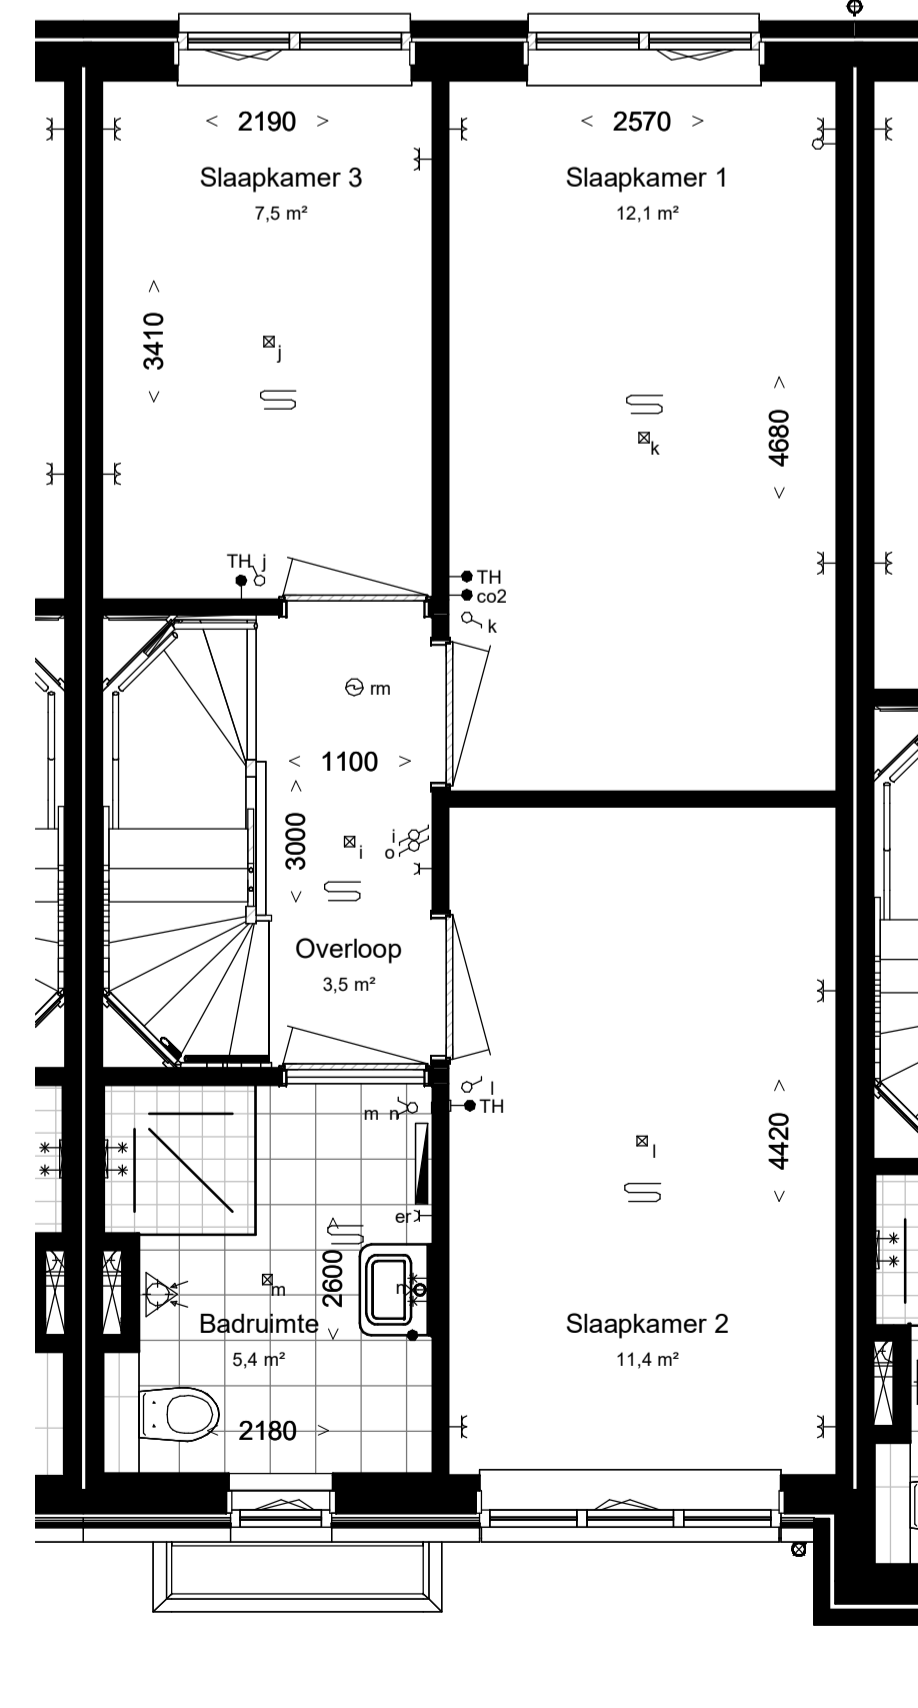 < 2190 >
< 2570 >
Slaapkamer 3
7,5 m²
Slaapkamer 1
12,1 m²
< 3410 >
j
< 4680 >
k
TH j
TH
co2
k
rm
< 1100 >
< 3000 >
i
o
i
Overloop
3,5 m²
l
TH
m n
< 4420 >
l
er
< 2600 >
m
n
Badruimte
5,4 m²
Slaapkamer 2
11,4 m²
< 2180 >